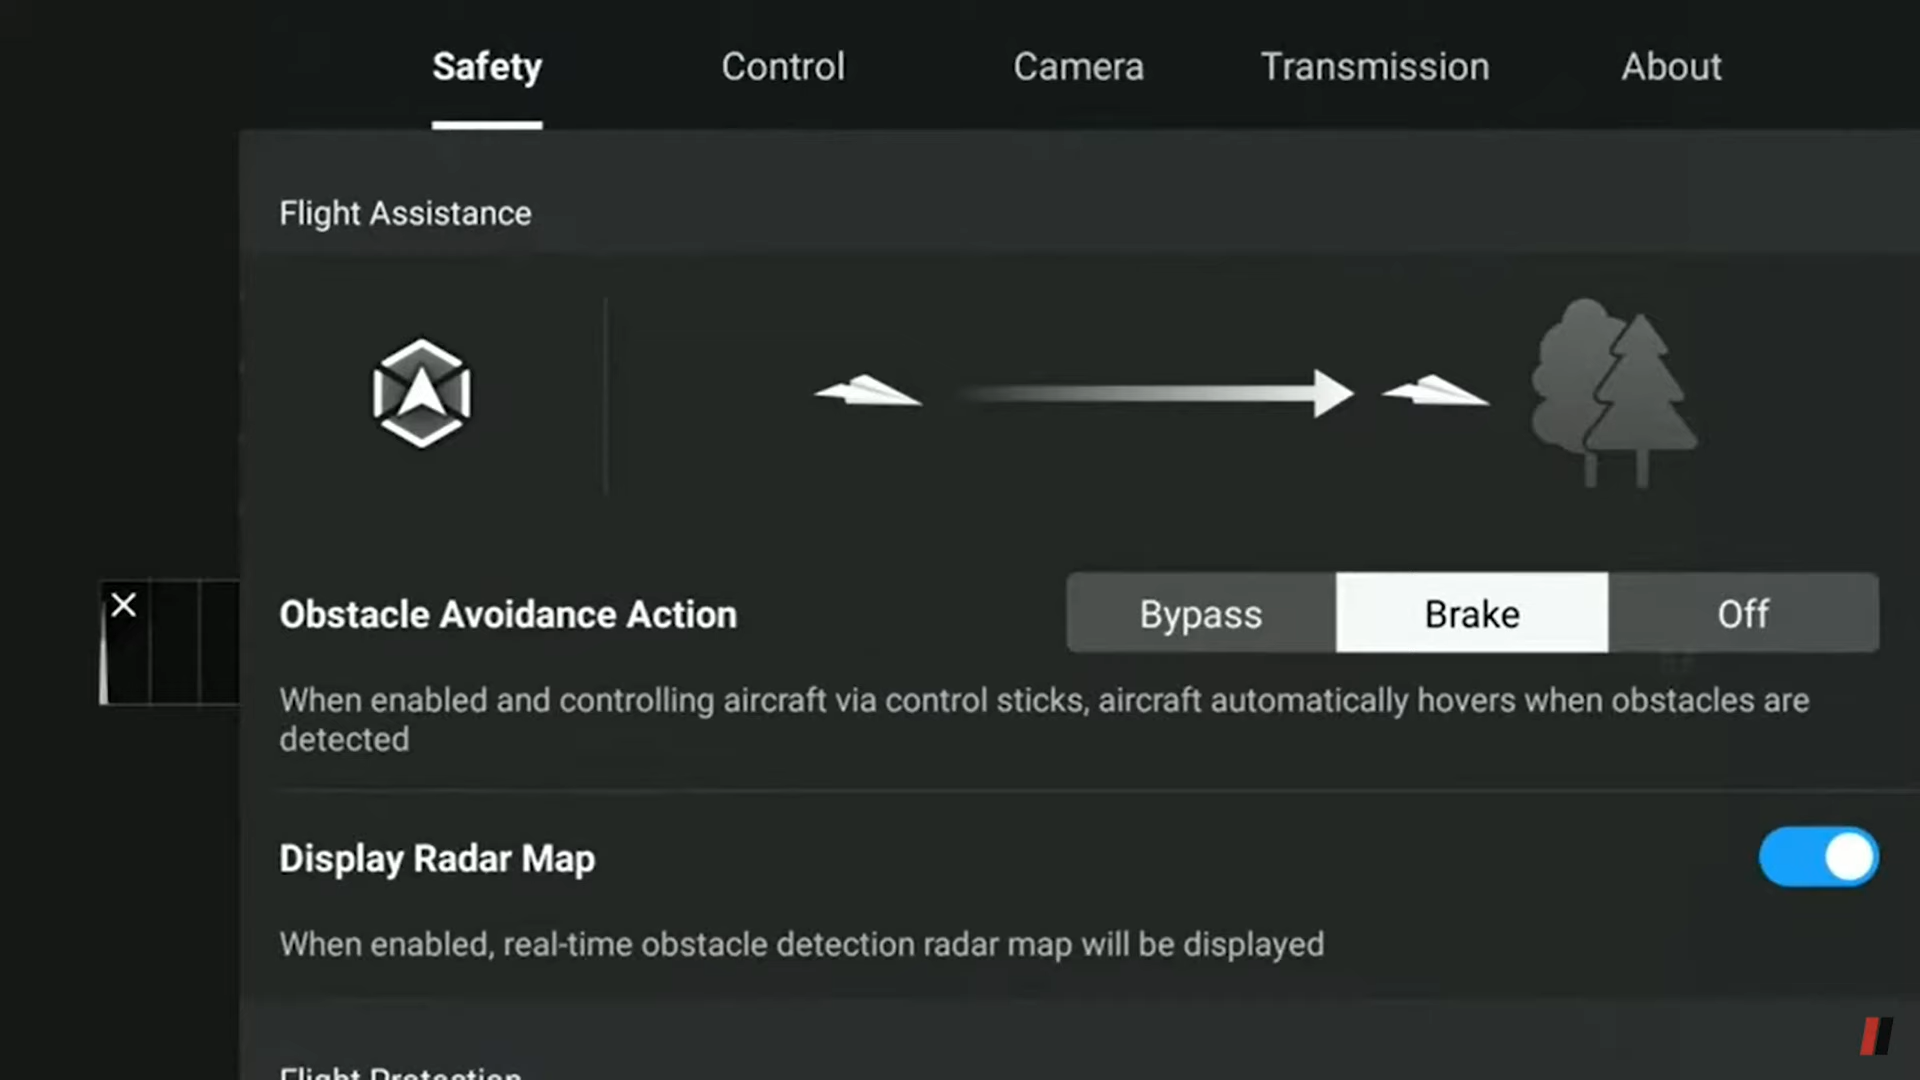 Safety Control Camera Transmission About
Flight Assistance
Obstacle Avoidance Action Bypass Brake Off
When enabled and controlling aircraft via control sticks, aircraft automatically hovers when obstacles are
detected
Display Radar Map
When enabled, real-time obstacle detection radar map will be displayed
Flight Protection